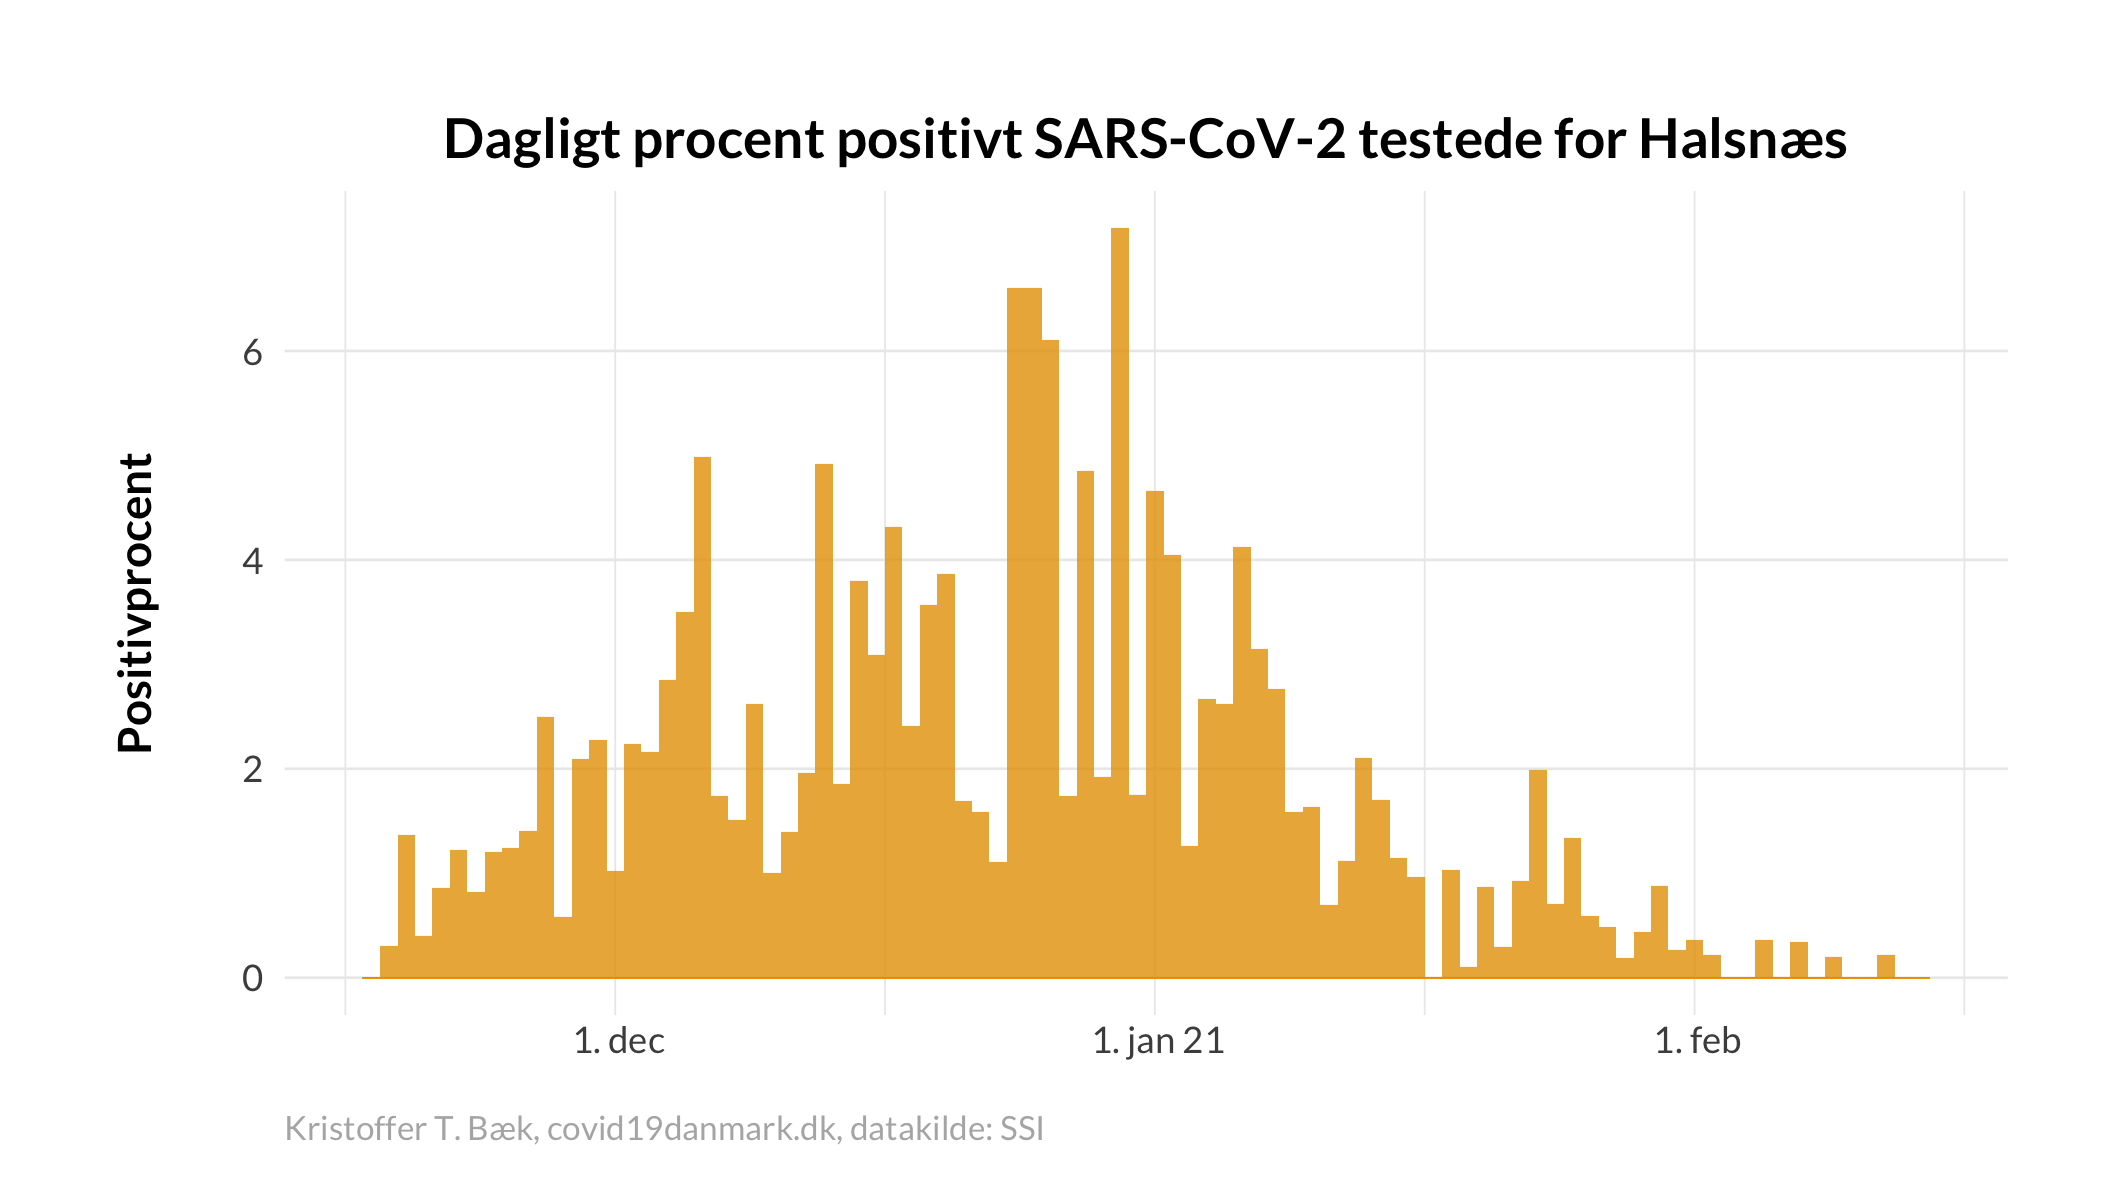 Dagligt procent positivt SARS-CoV-2 testede for Halsnæs
Positivprocent
6
4
2
0
1. dec
1. jan 21
1. feb
Kristoffer T. Bæk, covid19danmark.dk, datakilde: SSI